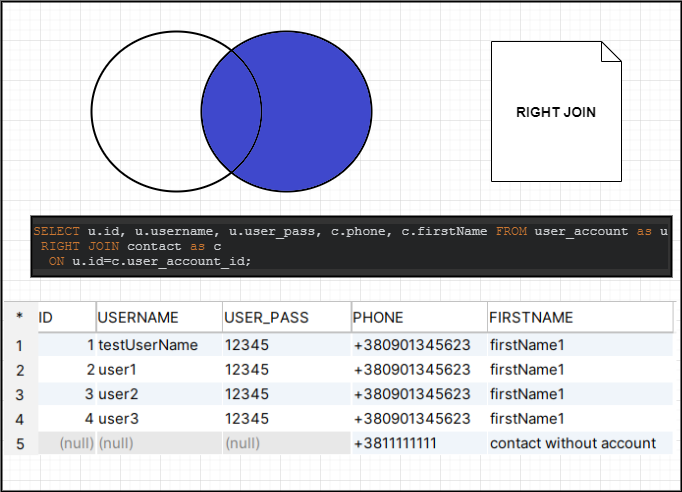 RIGHT JOIN
SELECT u.id, u.username, u.user_pass, c.phone, c.firstName FROM user_account as u
RIGHT JOIN contact as c
ON u.id=c.user_account_id;
* ID USERNAME USER_PASS PHONE FIRSTNAME
1 1 testUserName 12345 +380901345623 firstName1
2 2 user1 12345 +380901345623 firstName1
3 3 user2 12345 +380901345623 firstName1
4 4 user3 12345 +380901345623 firstName1
5 (null) (null) (null) +3811111111 contact without account